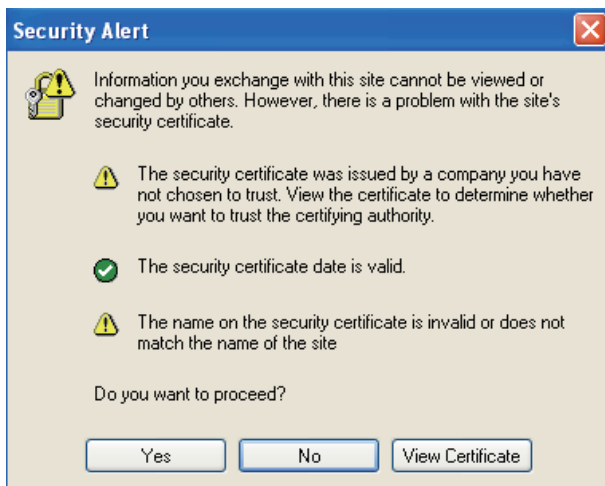 Security Alert
Information you exchange with this site cannot be viewed or
changed by others. However, there is a problem with the site's
security certificate.
The security certificate was issued by a company you have
not chosen to trust. View the certificate to determine whether
you want to trust the certifying authority.
The security certificate date is valid.
The name on the security certificate is invalid or does not
match the name of the site
Do you want to proceed?
Yes No View Certificate